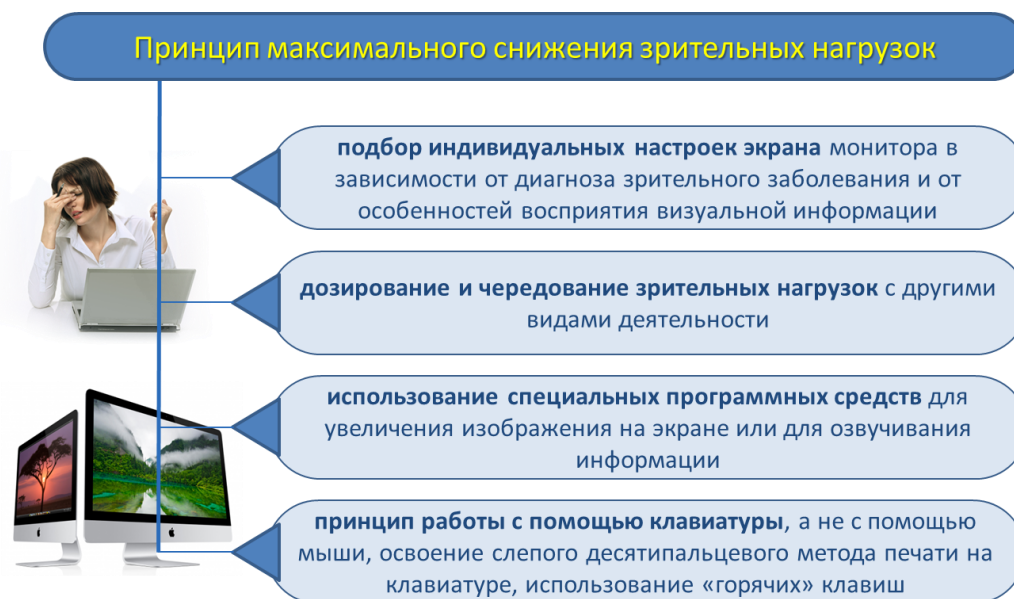 Принцип максимального снижения зрительных нагрузок
подбор индивидуальных настроек экрана монитора в
зависимости от диагноза зрительного заболевания и от
особенностей восприятия визуальной информации
дозирование и чередование зрительных нагрузок с другими
видами деятельности
использование специальных программных средств для
увеличения изображения на экране или для озвучивания
информации
принцип работы с помощью клавиатуры, а не с помощью
мыши, освоение слепого десятипальцевого метода печати на
клавиатуре, использование «горячих» клавиш